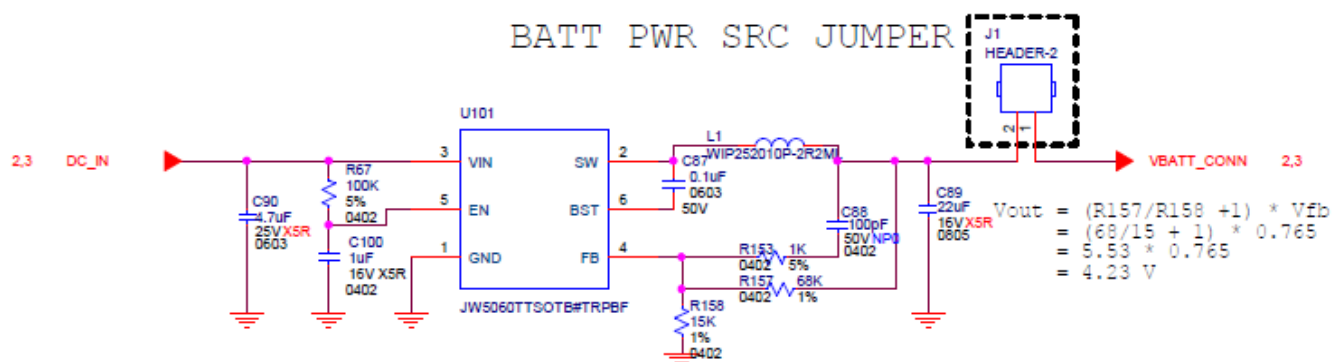 BATT PWR SRC JUMPER
J1
HEADER-2
2
1
U101
2,3 DC_IN
3 VIN
SW 2
5 EN
BST 6
1 GND
FB 4
JW5060TTSOTB#TRPBF
R67
100K
5%
0402
C90
4.7uF
25V X5R
0603
C100
1uF
16V X5R
0402
L1
C87
0.1uF
0603
50V
C88
100pF
50V NP0
0402
R153 1K
0402 5%
R157 68K
0402 1%
R158
15K
1%
0402
C89
22uF
16V X5R
0805
VBATT_CONN 2,3
Vout = (R157/R158 +1) * Vfb
= (68/15 + 1) * 0.765
= 5.53 * 0.765
= 4.23 V